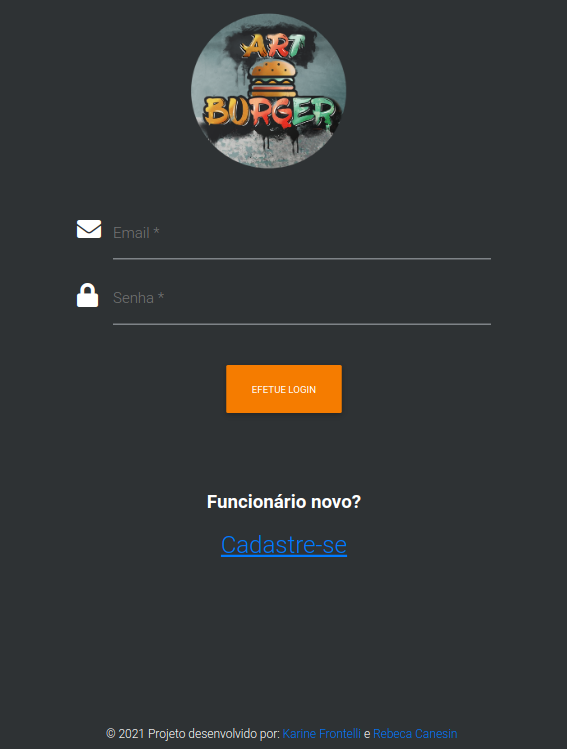 ART
BURGER
Email *
Senha *
EFETUE LOGIN
Funcionário novo?
Cadastre-se
© 2021 Projeto desenvolvido por: Karine Frontelli e Rebeca Canesin